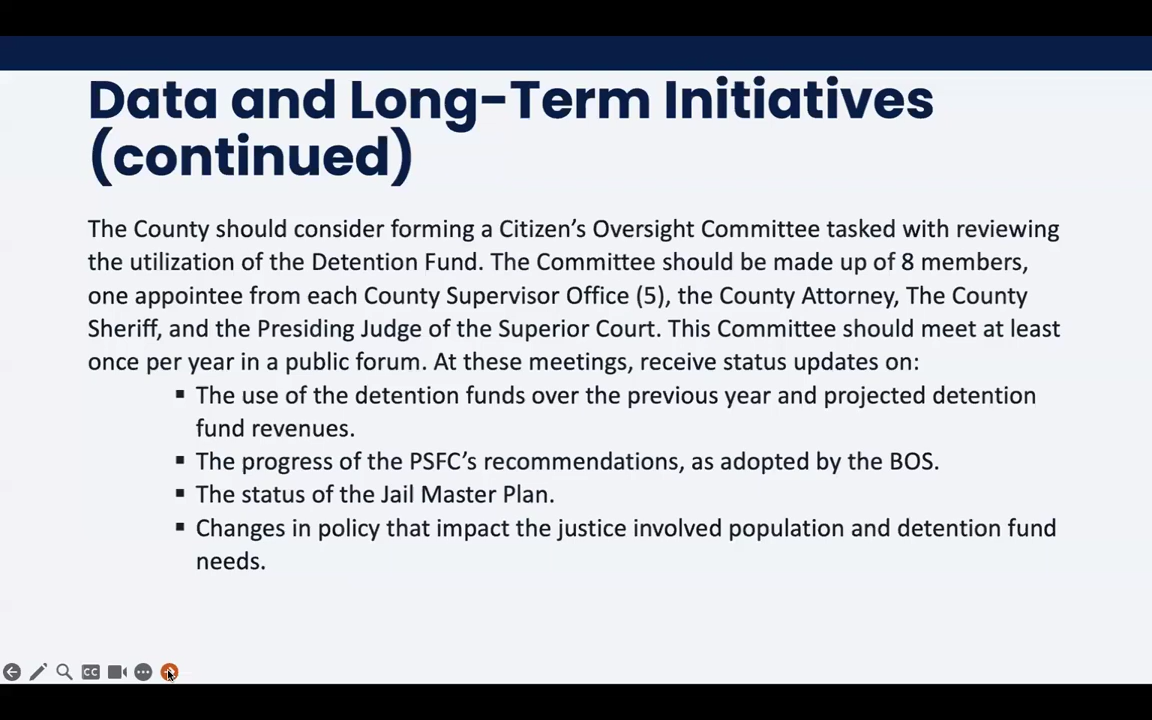 Data and Long-Term Initiatives
(continued)
The County should consider forming a Citizen’s Oversight Committee tasked with reviewing
the utilization of the Detention Fund. The Committee should be made up of 8 members,
one appointee from each County Supervisor Office (5), the County Attorney, The County
Sheriff, and the Presiding Judge of the Superior Court. This Committee should meet at least
once per year in a public forum. At these meetings, receive status updates on:
▪ The use of the detention funds over the previous year and projected detention
fund revenues.
▪ The progress of the PSFC’s recommendations, as adopted by the BOS.
▪ The status of the Jail Master Plan.
▪ Changes in policy that impact the justice involved population and detention fund
needs.
CC